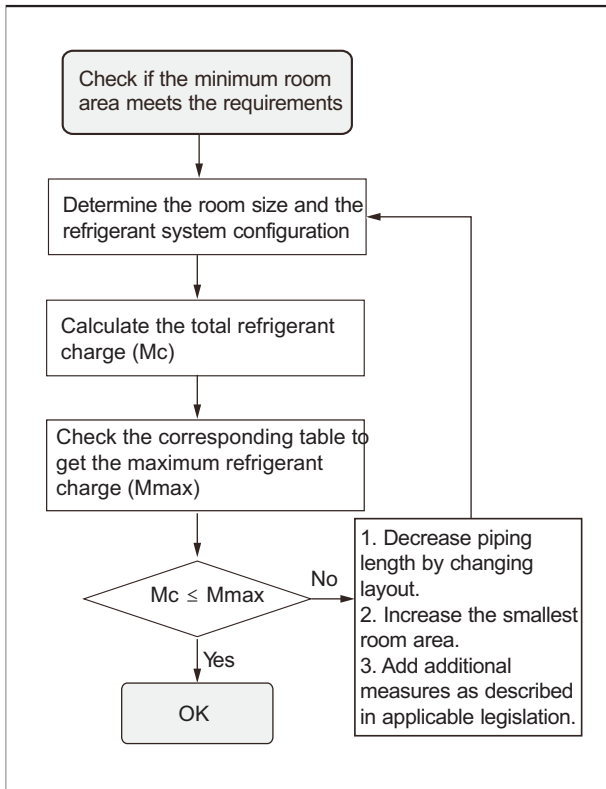 Check if the minimum room
area meets the requirements
Determine the room size and the
refrigerant system configuration
Calculate the total refrigerant
charge (Mc)
Check the corresponding table to
get the maximum refrigerant
charge (Mmax)
Mc ≤ Mmax
No
1. Decrease piping
length by changing
layout.
2. Increase the smallest
room area.
3. Add additional
measures as described
in applicable legislation.
Yes
OK